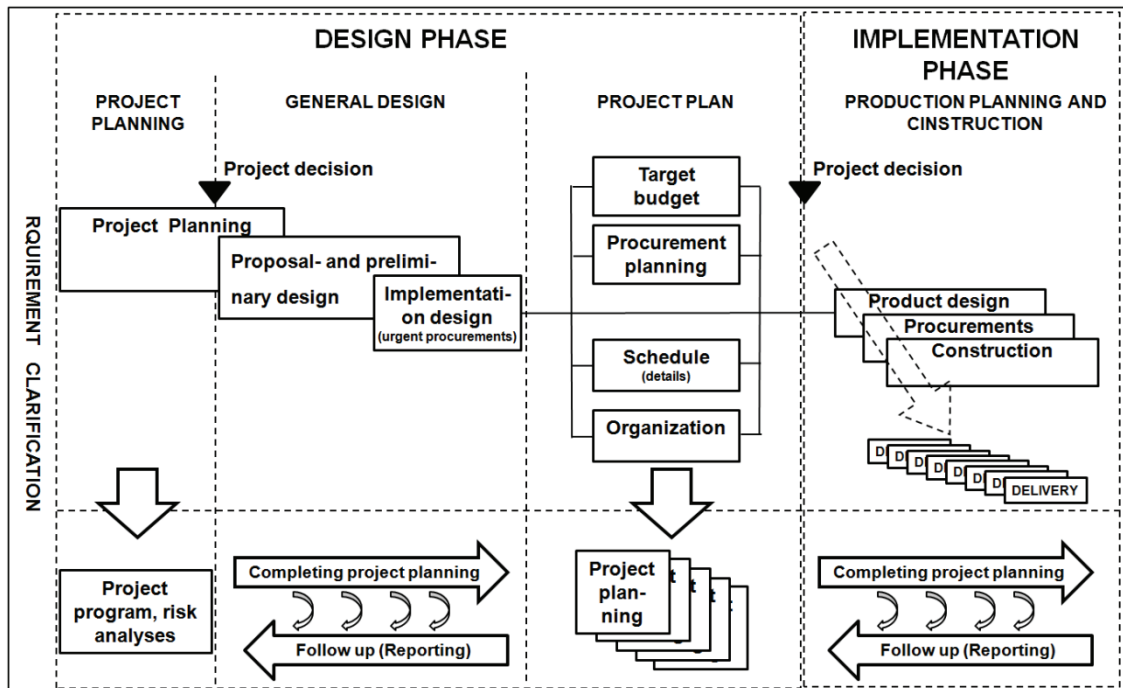 DESIGN PHASE
IMPLEMENTATION
PHASE
PROJECT
PLANNING
GENERAL DESIGN
PROJECT PLAN
PRODUCTION PLANNING AND
CINSTRUCTION
RQUIREMENT CLARIFICATION
Project decision
Project decision
Project Planning
Proposal- and prelimi-
nary design
Implementati-
on design
(urgent procurements)
Target
budget
Procurement
planning
Schedule
(details)
Organization
Product design
Procurements
Construction
DELIVERY
Project
program, risk
analyses
Completing project planning
Follow up (Reporting)
Project
plan-
ning
Completing project planning
Follow up (Reporting)